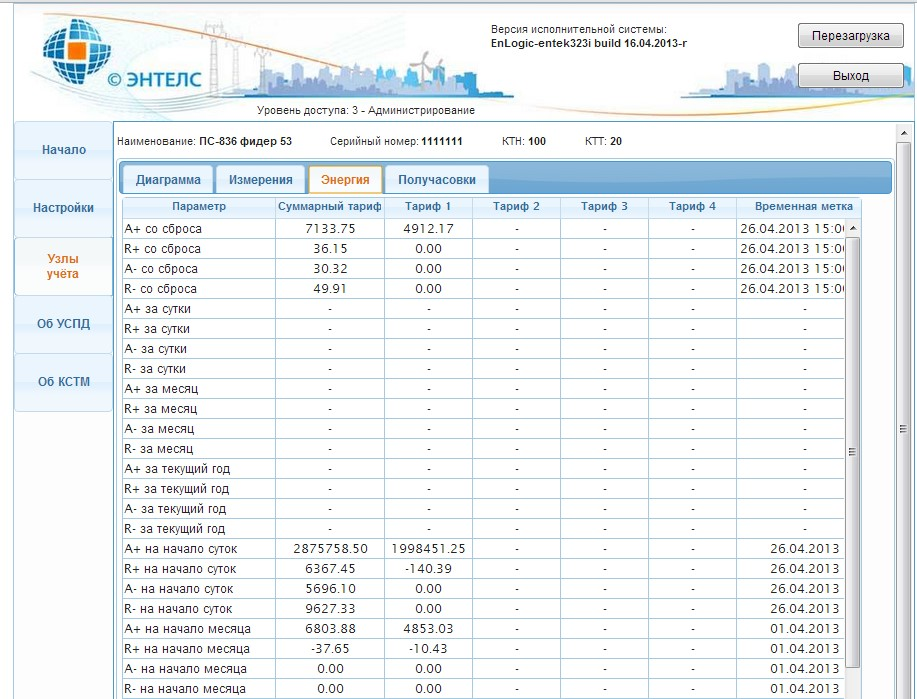 © ЭНТЕЛС
Версия исполнительной системы:
EnLogic-entek323i build 16.04.2013-r
Перезагрузка
Выход
Уровень доступа: 3 - Администрирование
Начало
Настройки
Узлы
учёта
Об УСПД
Об КСТМ
Наименование: ПС-836 фидер 53 Серийный номер: 1111111 КТН: 100 КТТ: 20
Диаграмма Измерения Энергия Получасовки
Параметр Суммарный тариф Тариф 1 Тариф 2 Тариф 3 Тариф 4 Временная метка
A+ со сброса 7133.75 4912.17 - - - 26.04.2013 15:00
R+ со сброса 36.15 0.00 - - - 26.04.2013 15:00
A- со сброса 30.32 0.00 - - - 26.04.2013 15:00
R- со сброса 49.91 0.00 - - - 26.04.2013 15:00
A+ за сутки - - - - - -
R+ за сутки - - - - - -
A- за сутки - - - - - -
R- за сутки - - - - - -
A+ за месяц - - - - - -
R+ за месяц - - - - - -
A- за месяц - - - - - -
R- за месяц - - - - - -
A+ за текущий год - - - - - -
R+ за текущий год - - - - - -
A- за текущий год - - - - - -
R- за текущий год - - - - - -
A+ на начало суток 2875758.50 1998451.25 - - - 26.04.2013
R+ на начало суток 6367.45 -140.39 - - - 26.04.2013
A- на начало суток 5696.10 0.00 - - - 26.04.2013
R- на начало суток 9627.33 0.00 - - - 26.04.2013
A+ на начало месяца 6803.88 4853.03 - - - 01.04.2013
R+ на начало месяца -37.65 -10.43 - - - 01.04.2013
A- на начало месяца 0.00 0.00 - - - 01.04.2013
R- на начало месяца 0.00 0.00 - - - 01.04.2013